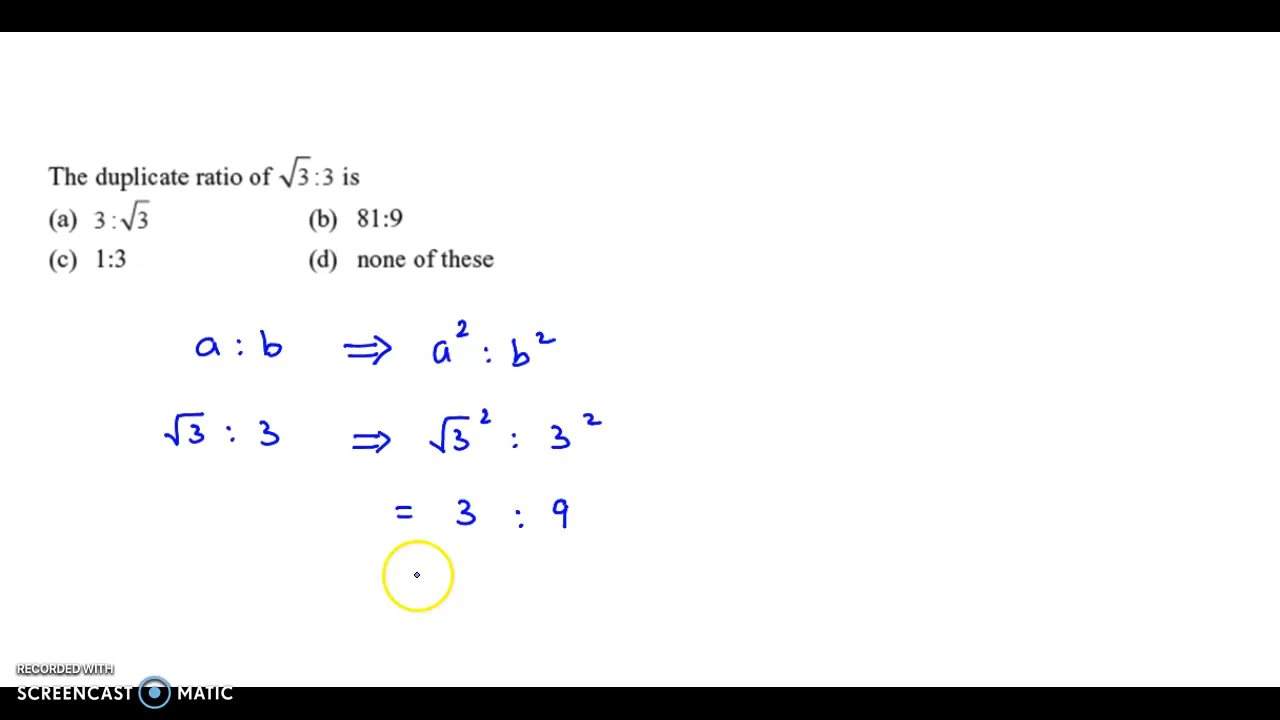 The duplicate ratio of √3:3 is
(a) 3:√3 (b) 81:9
(c) 1:3 (d) none of these
a : b ⇒ a² : b²
√3 : 3 ⇒ √3² : 3²
= 3 : 9
RECORDED WITH
SCREENCAST MATIC